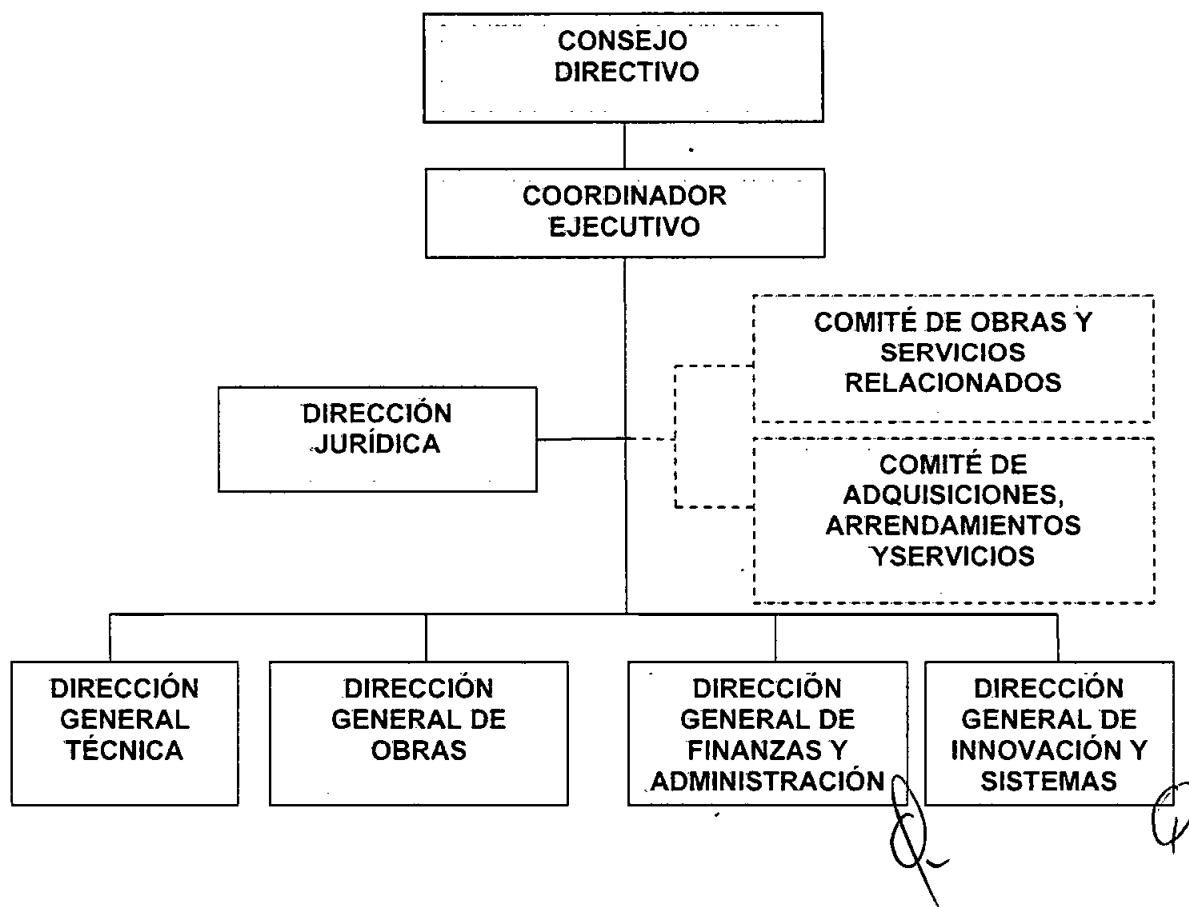 CONSEJO
DIRECTIVO
COORDINADOR
EJECUTIVO
COMITÉ DE OBRAS Y
SERVICIOS
RELACIONADOS
DIRECCIÓN
JURÍDICA
COMITÉ DE
ADQUISICIONES,
ARRENDAMIENTOS
YSERVICIOS
DIRECCIÓN
GENERAL
TÉCNICA
DIRECCIÓN
GENERAL DE
OBRAS
DIRECCIÓN
GENERAL DE
FINANZAS Y
ADMINISTRACIÓN
DIRECCIÓN
GENERAL DE
INNOVACIÓN Y
SISTEMAS